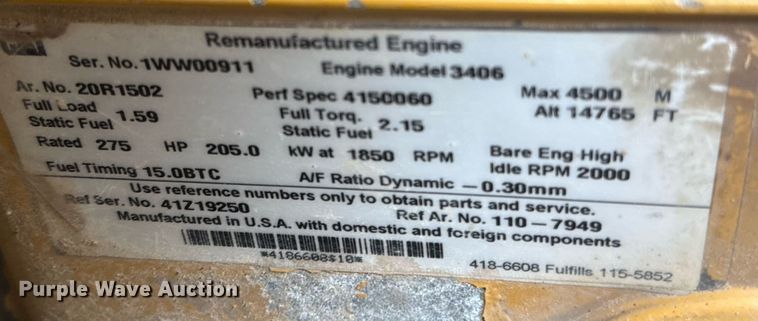 Cat Remanufactured Engine
Ser. No. 1WW00911 Engine Model 3406
Ar. No. 20R1502 Perf Spec 4150060 Max 4500 M
Full Load Static Fuel 1.59 Full Torq. Static Fuel 2.15 Alt 14765 FT
Rated 275 HP 205.0 kW at 1850 RPM Bare Eng High Idle RPM 2000
Fuel Timing 15.0BTC A/F Ratio Dynamic -0.30mm
Use reference numbers only to obtain parts and service.
Ref Ser. No. 41Z19250 Ref Ar. No. 110-7949
Manufactured in U.S.A. with domestic and foreign components
*4186608$10*
418-6608 Fulfills 115-5852
Purple Wave Auction